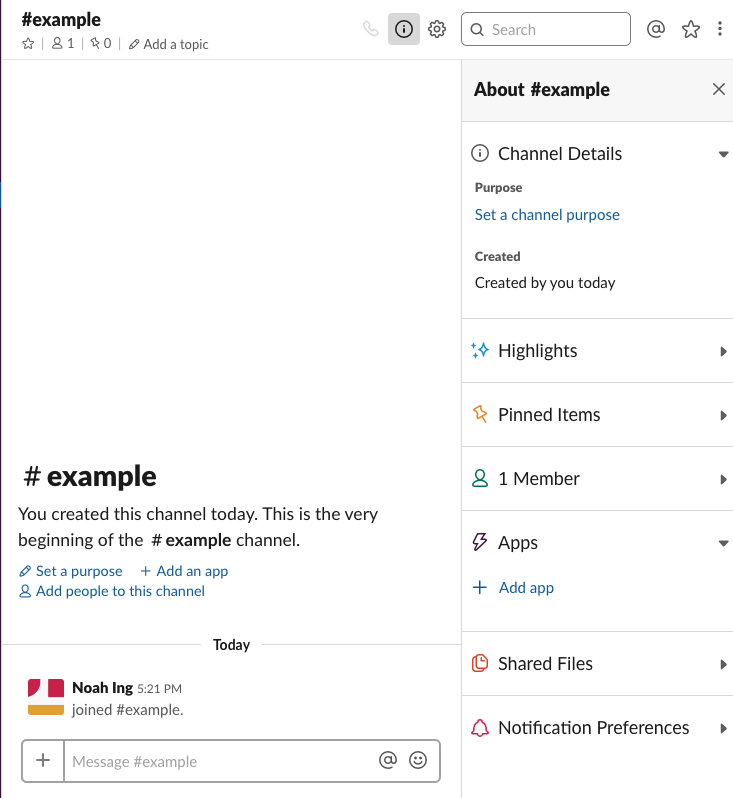 #example
1 0 Add a topic
Search
# example
You created this channel today. This is the very
beginning of the # example channel.
Set a purpose + Add an app
Add people to this channel
Today
Noah Ing 5:21 PM
joined #example.
+ Message #example @
About #example
Channel Details
Purpose
Set a channel purpose
Created
Created by you today
Highlights
Pinned Items
1 Member
Apps
+ Add app
Shared Files
Notification Preferences